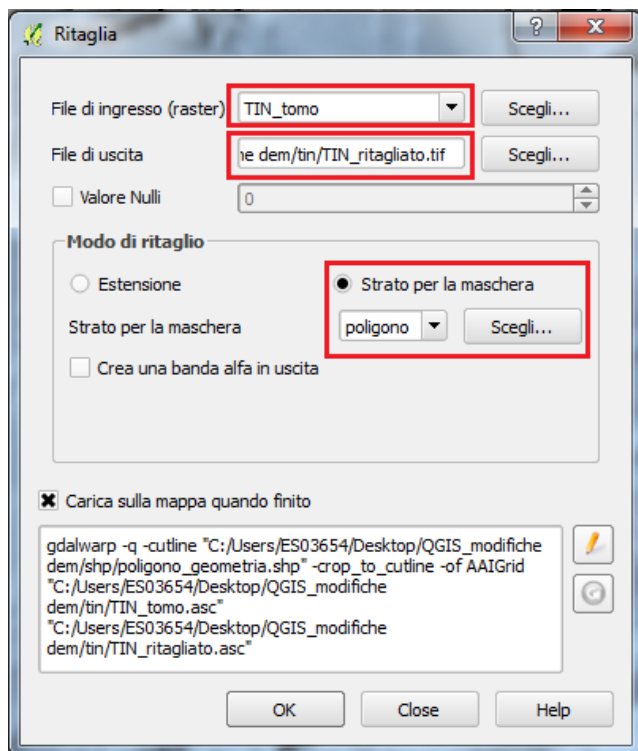 Ritaglia
File di ingresso (raster) TIN_tomo Scegli...
File di uscita ne dem/tin/TIN_ritagliato.tif Scegli...
Valore Nulli 0
Modo di ritaglio
Estensione Strato per la maschera
Strato per la maschera poligono Scegli...
Crea una banda alfa in uscita
Carica sulla mappa quando finito
gdalwarp -q -cutline "C:/Users/ES03654/Desktop/QGIS_modifiche
dem/shp/poligono_geometria.shp" -crop_to_cutline -of AAIGrid
"C:/Users/ES03654/Desktop/QGIS_modifiche
dem/tin/TIN_tomo.asc"
"C:/Users/ES03654/Desktop/QGIS_modifiche
dem/tin/TIN_ritagliato.asc"
OK Close Help